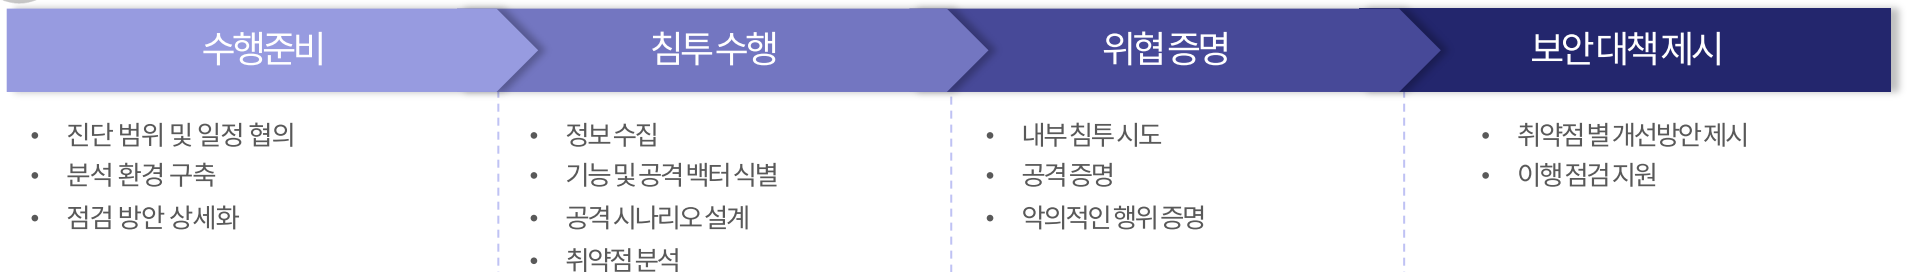 수행준비
침투 수행
위협 증명
보안 대책 제시
• 진단 범위 및 일정 협의
• 분석 환경 구축
• 점검 방안 상세화
• 정보 수집
• 기능 및 공격 백터 식별
• 공격 시나리오 설계
• 취약점 분석
• 내부 침투 시도
• 공격 증명
• 악의적인 행위 증명
• 취약점 별 개선방안 제시
• 이행 점검 지원